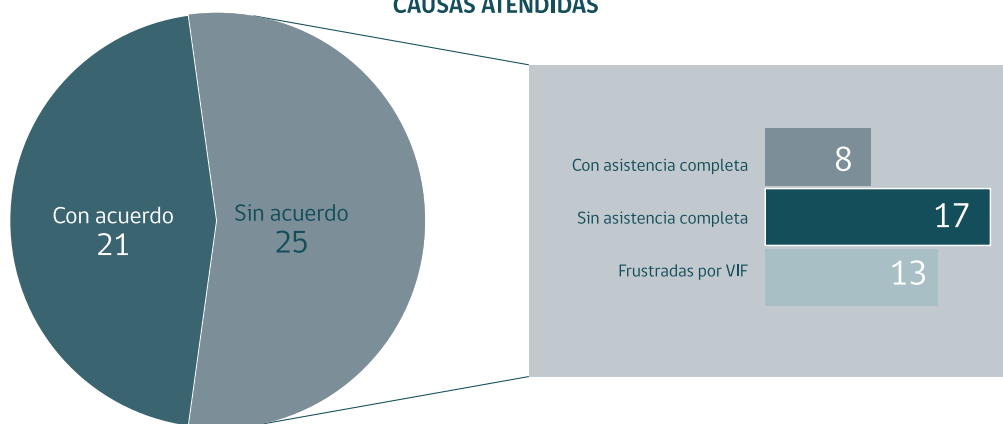 CAUSAS ATENDIDAS
Con acuerdo
21
Sin acuerdo
25
Con asistencia completa
8
Sin asistencia completa
17
Frustradas por VIF
13